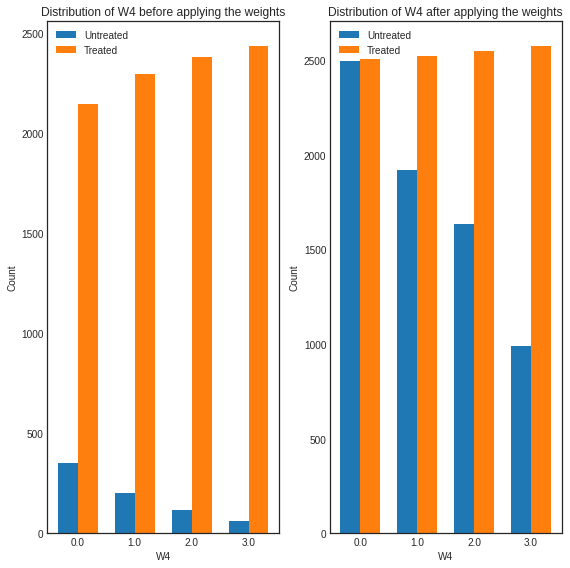 Distribution of W4 before applying the weights
Untreated
Treated
2500
2000
1500
1000
500
0
Count
0.0 1.0 2.0 3.0
W4
Distribution of W4 after applying the weights
Untreated
Treated
2500
2000
1500
1000
500
0
Count
0.0 1.0 2.0 3.0
W4